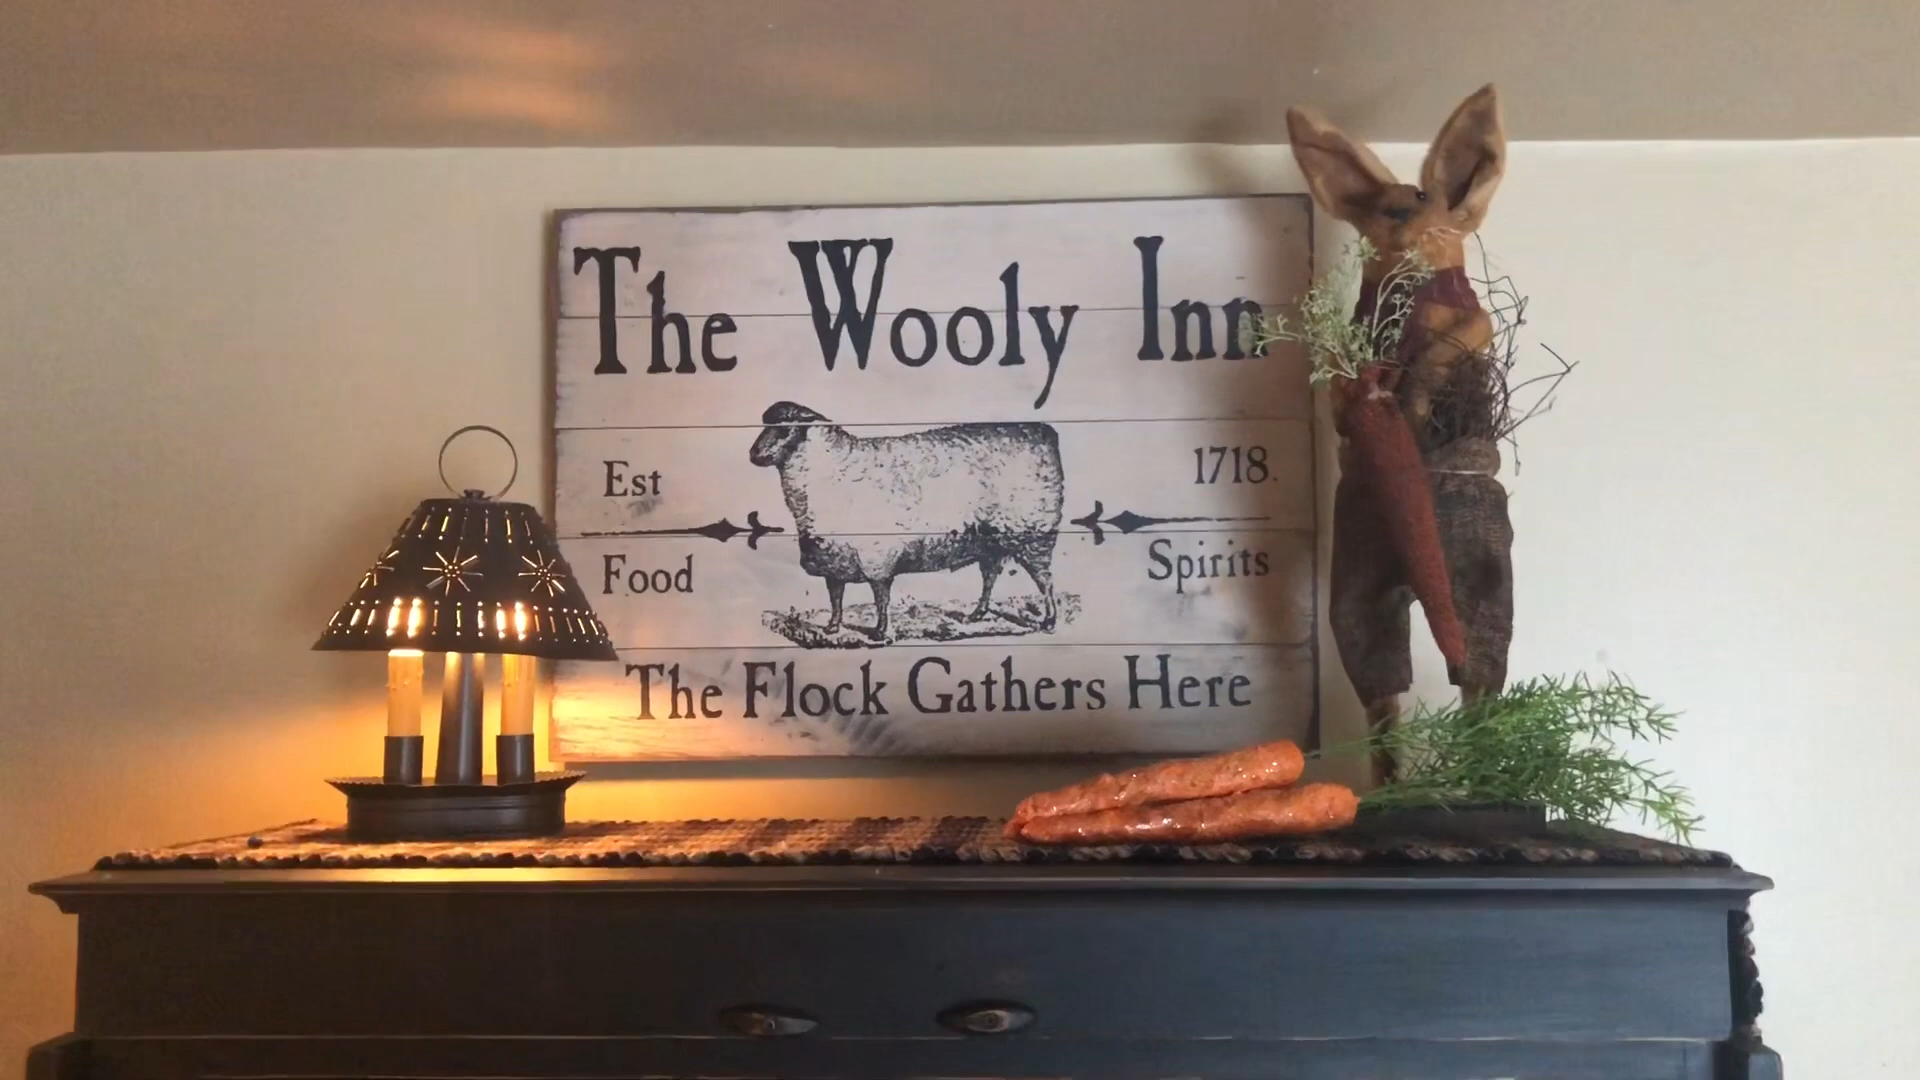 The Wooly Inn
Est 1718.
Food Spirits
The Flock Gathers Here